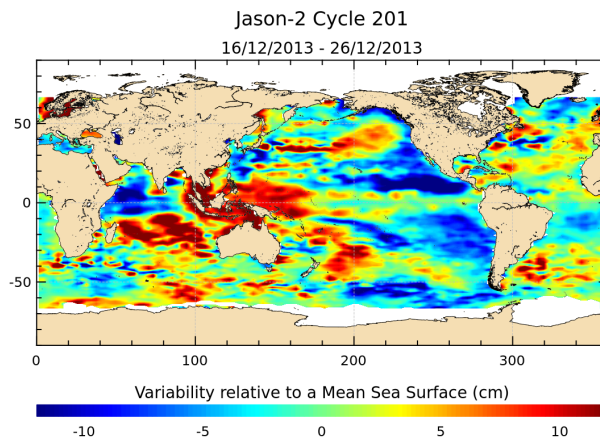 Jason-2 Cycle 201
16/12/2013 - 26/12/2013
50
0
-50
0 100 200 300
Variability relative to a Mean Sea Surface (cm)
-10 -5 0 5 10